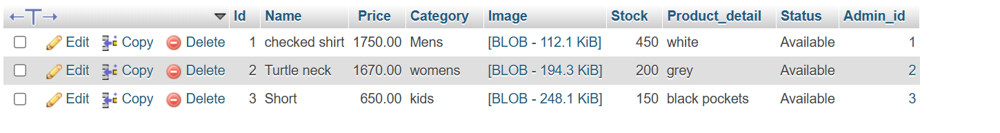 Id Name Price Category Image Stock Product_detail Status Admin_id
Edit Copy Delete 1 checked shirt 1750.00 Mens [BLOB - 112.1 KiB] 450 white Available 1
Edit Copy Delete 2 Turtle neck 1670.00 womens [BLOB - 194.3 KiB] 200 grey Available 2
Edit Copy Delete 3 Short 650.00 kids [BLOB - 248.1 KiB] 150 black pockets Available 3